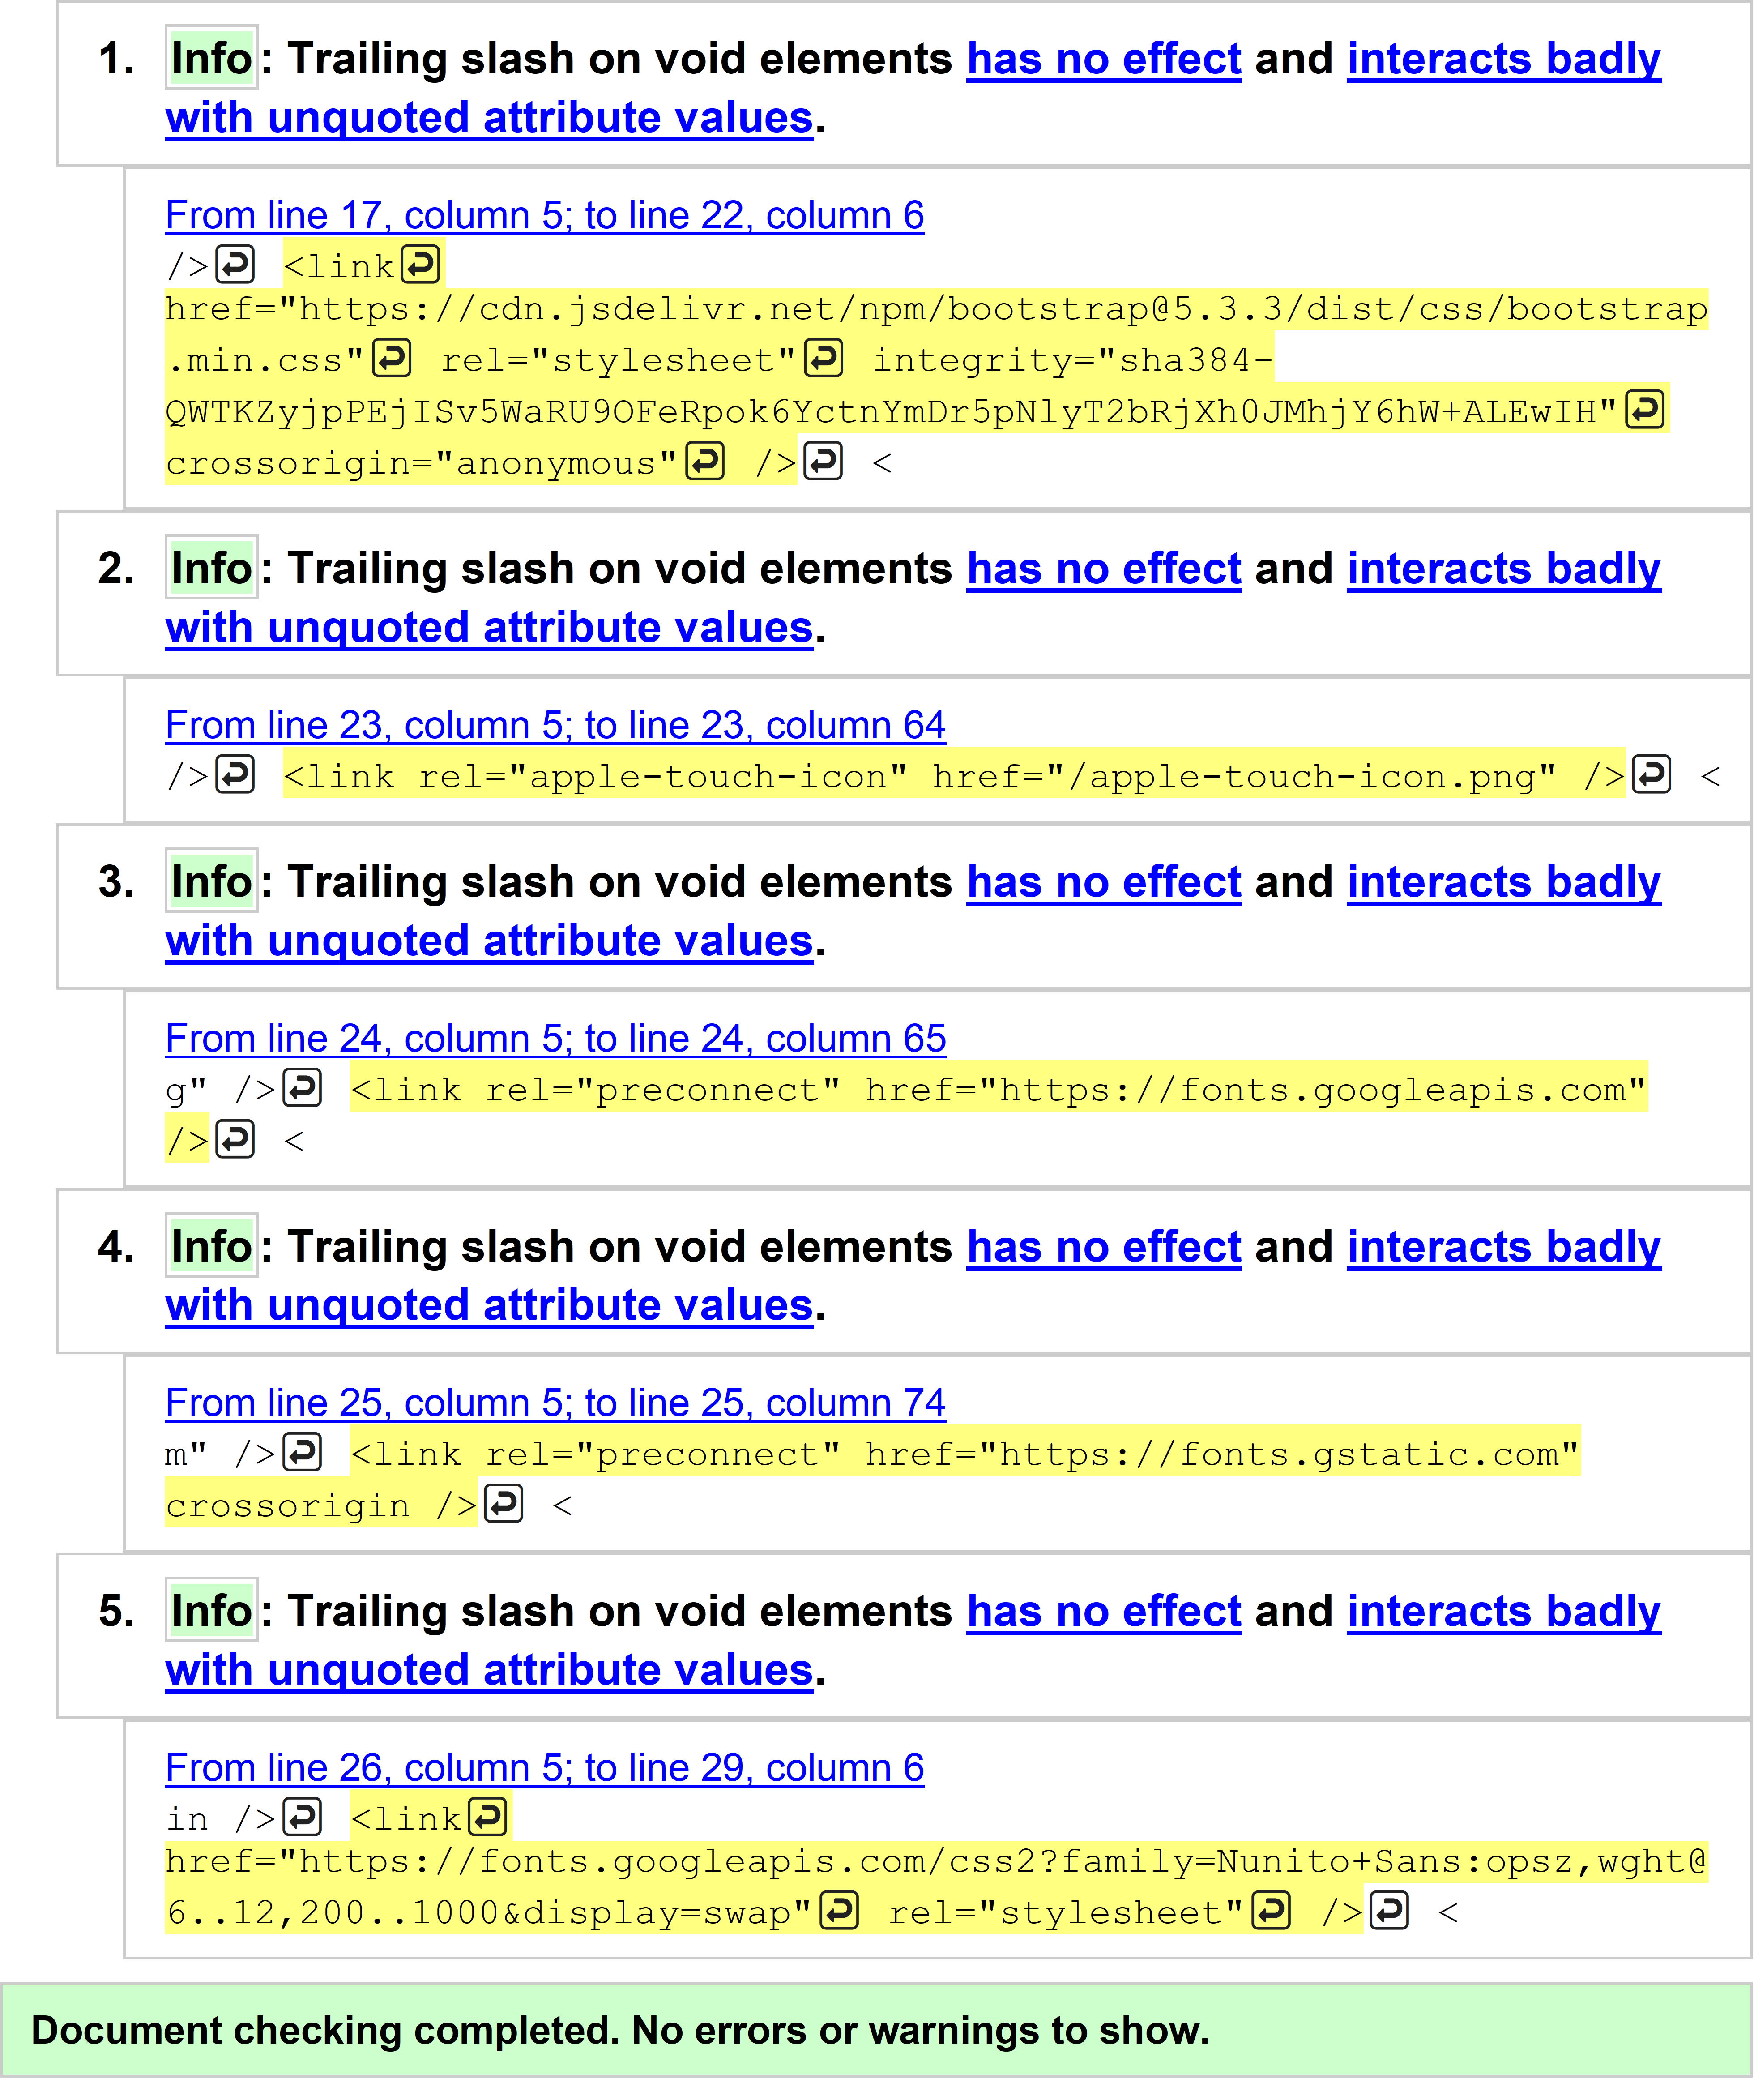 1. Info: Trailing slash on void elements has no effect and interacts badly
with unquoted attribute values.
From line 17, column 5; to line 22, column 6
/>↩ <link↩
href="https://cdn.jsdelivr.net/npm/bootstrap@5.3.3/dist/css/bootstrap
.min.css"↩ rel="stylesheet"↩ integrity="sha384-
QWTKZyjpPEjISv5WaRU9OFeRpok6YctnYmDr5pNlyT2bRjXh0JMhjY6hW+ALEwIH"↩
crossorigin="anonymous"↩ />↩ <
2. Info: Trailing slash on void elements has no effect and interacts badly
with unquoted attribute values.
From line 23, column 5; to line 23, column 64
/>↩ <link rel="apple-touch-icon" href="/apple-touch-icon.png" />↩ <
3. Info: Trailing slash on void elements has no effect and interacts badly
with unquoted attribute values.
From line 24, column 5; to line 24, column 65
g" />↩ <link rel="preconnect" href="https://fonts.googleapis.com"
/>↩ <
4. Info: Trailing slash on void elements has no effect and interacts badly
with unquoted attribute values.
From line 25, column 5; to line 25, column 74
m" />↩ <link rel="preconnect" href="https://fonts.gstatic.com"
crossorigin />↩ <
5. Info: Trailing slash on void elements has no effect and interacts badly
with unquoted attribute values.
From line 26, column 5; to line 29, column 6
in />↩ <link↩
href="https://fonts.googleapis.com/css2?family=Nunito+Sans:opsz,wght@
6..12,200..1000&display=swap"↩ rel="stylesheet"↩ />↩ <
Document checking completed. No errors or warnings to show.